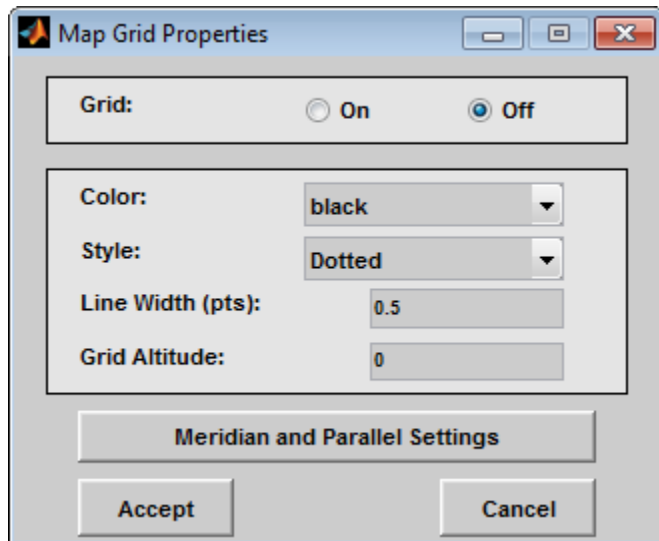 Map Grid Properties
Grid: On Off
Color: black
Style: Dotted
Line Width (pts): 0.5
Grid Altitude: 0
Meridian and Parallel Settings
Accept Cancel